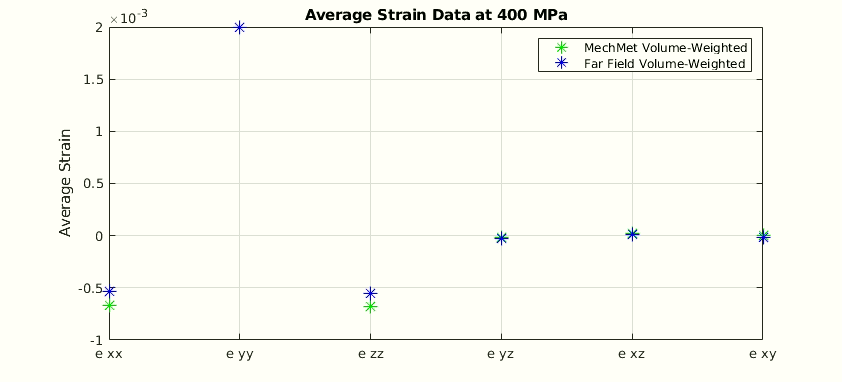 Average Strain Data at 400 MPa
×10-3
2
1.5
1
0.5
0
-0.5
-1
Average Strain
MechMet Volume-Weighted
Far Field Volume-Weighted
e xx
e yy
e zz
e yz
e xz
e xy